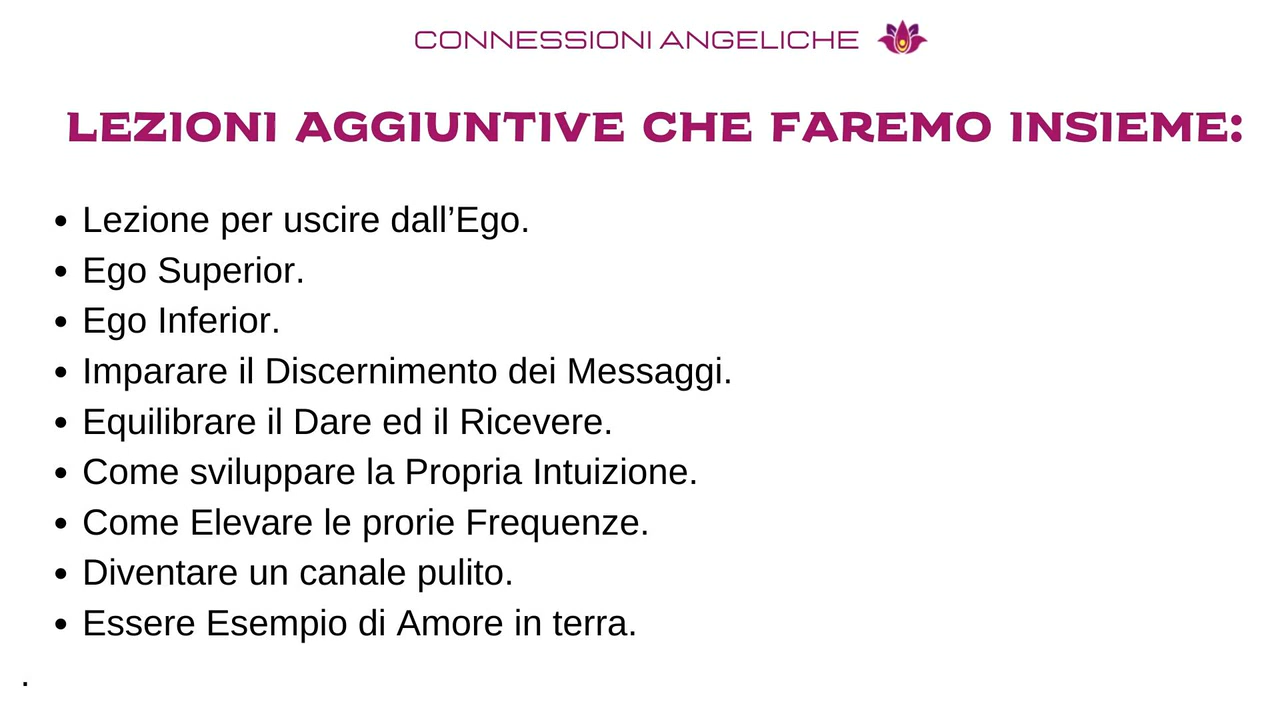 CONNESSIONI ANGELICHE
LEZIONI AGGIUNTIVE CHE FAREMO INSIEME:
• Lezione per uscire dall’Ego.
• Ego Superior.
• Ego Inferior.
• Imparare il Discernimento dei Messaggi.
• Equilibrare il Dare ed il Ricevere.
• Come sviluppare la Propria Intuizione.
• Come Elevare le prorie Frequenze.
• Diventare un canale pulito.
• Essere Esempio di Amore in terra.
.